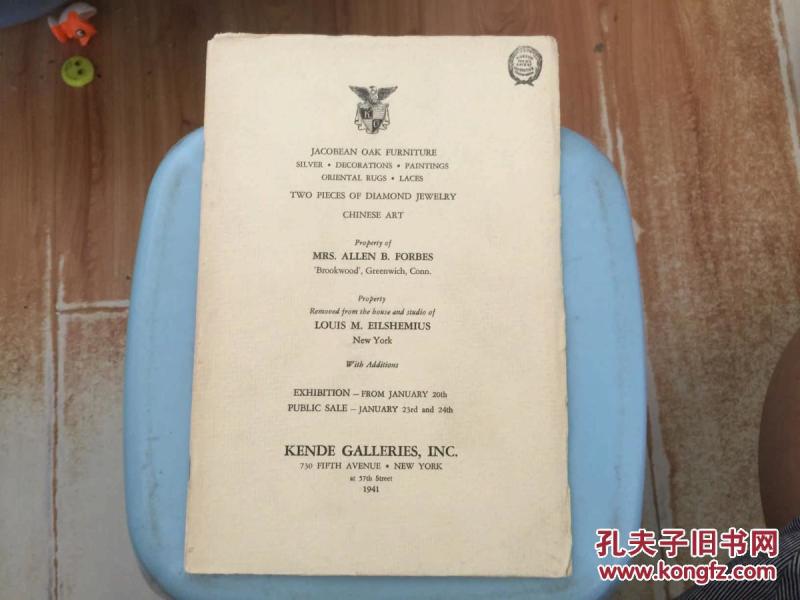 K
JACOBEAN OAK FURNITURE
SILVER • DECORATIONS • PAINTINGS
ORIENTAL RUGS • LACES
TWO PIECES OF DIAMOND JEWELRY
CHINESE ART
Property of
MRS. ALLEN B. FORBES
'Brookwood', Greenwich, Conn.
Property
Removed from the house and studio of
LOUIS M. EILSHEMIUS
New York
With Additions
EXHIBITION – FROM JANUARY 20th
PUBLIC SALE – JANUARY 23rd and 24th
KENDE GALLERIES, INC.
730 FIFTH AVENUE • NEW YORK
at 57th Street
1941
孔夫子旧书网
www.kongfz.com